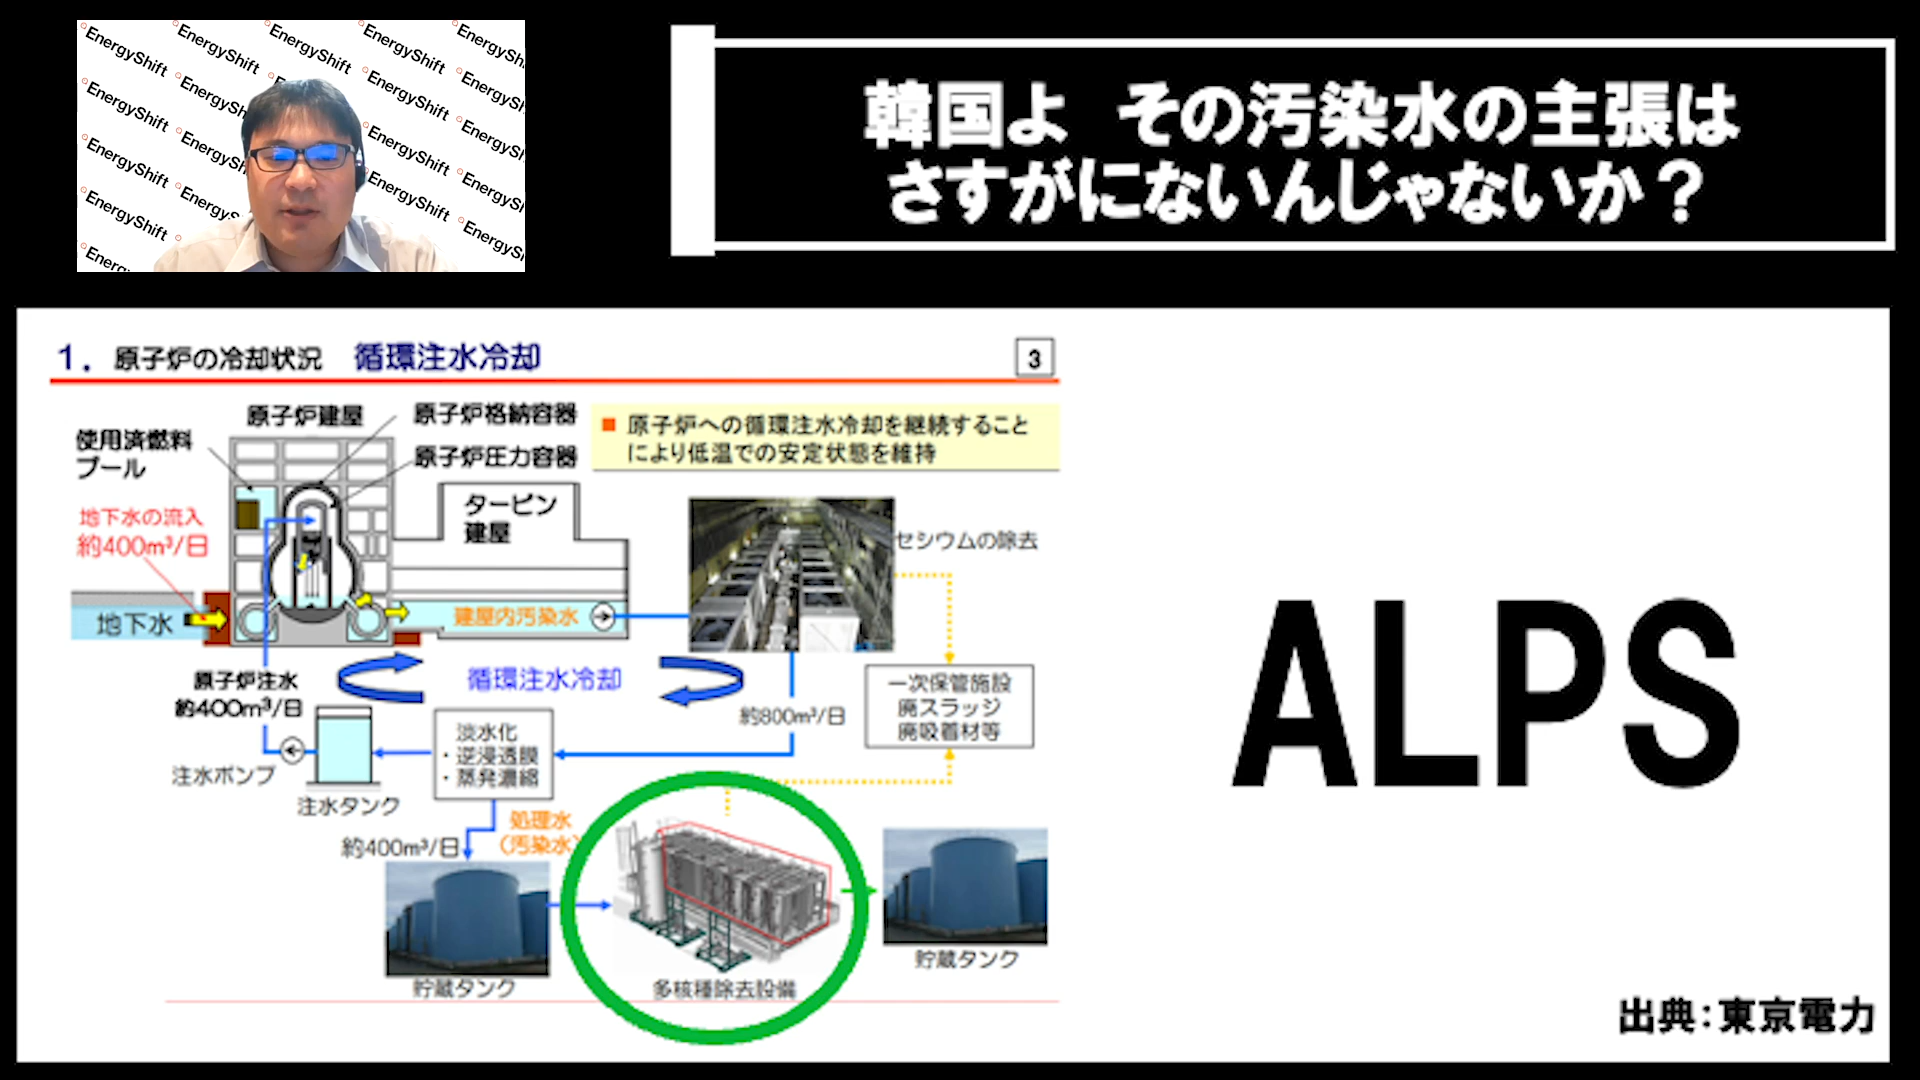 EnergyShift
韓国よ その汚染水の主張は
さすがにないんじゃないか？
1. 原子炉の冷却状況 循環注水冷却
3
原子炉建屋
原子炉格納容器
使用済燃料
プール
原子炉圧力容器
■ 原子炉への循環注水冷却を継続すること
により低温での安定状態を維持
地下水の流入
約400m³/日
タービン
建屋
セシウムの除去
地下水
建屋内汚染水
循環注水冷却
原子炉注水
約400m³/日
約800m³/日
一次保管施設
廃スラッジ
廃吸着材等
淡水化
・逆浸透膜
・蒸発濃縮
注水ポンプ
注水タンク
処理水
（汚染水）
約400m³/日
貯蔵タンク
多核種除去設備
貯蔵タンク
ALPS
出典：東京電力